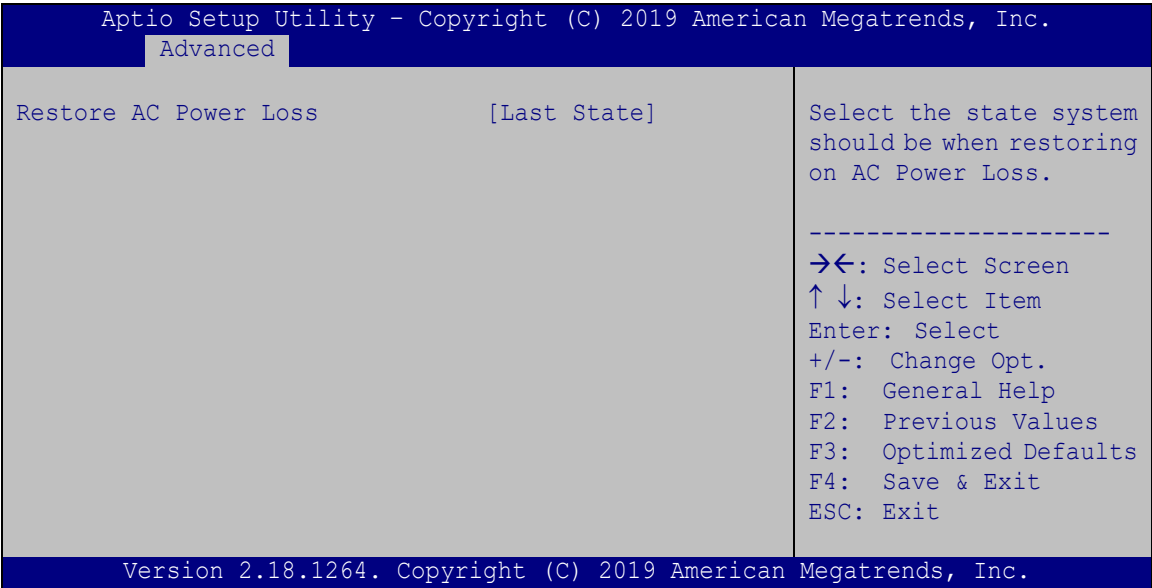 Aptio Setup Utility – Copyright (C) 2019 American Megatrends, Inc.
Advanced
Restore AC Power Loss [Last State]
Select the state system
should be when restoring
on AC Power Loss.
---------------------
→←: Select Screen
↑ ↓: Select Item
Enter: Select
+/-: Change Opt.
F1: General Help
F2: Previous Values
F3: Optimized Defaults
F4: Save & Exit
ESC: Exit
Version 2.18.1264. Copyright (C) 2019 American Megatrends, Inc.